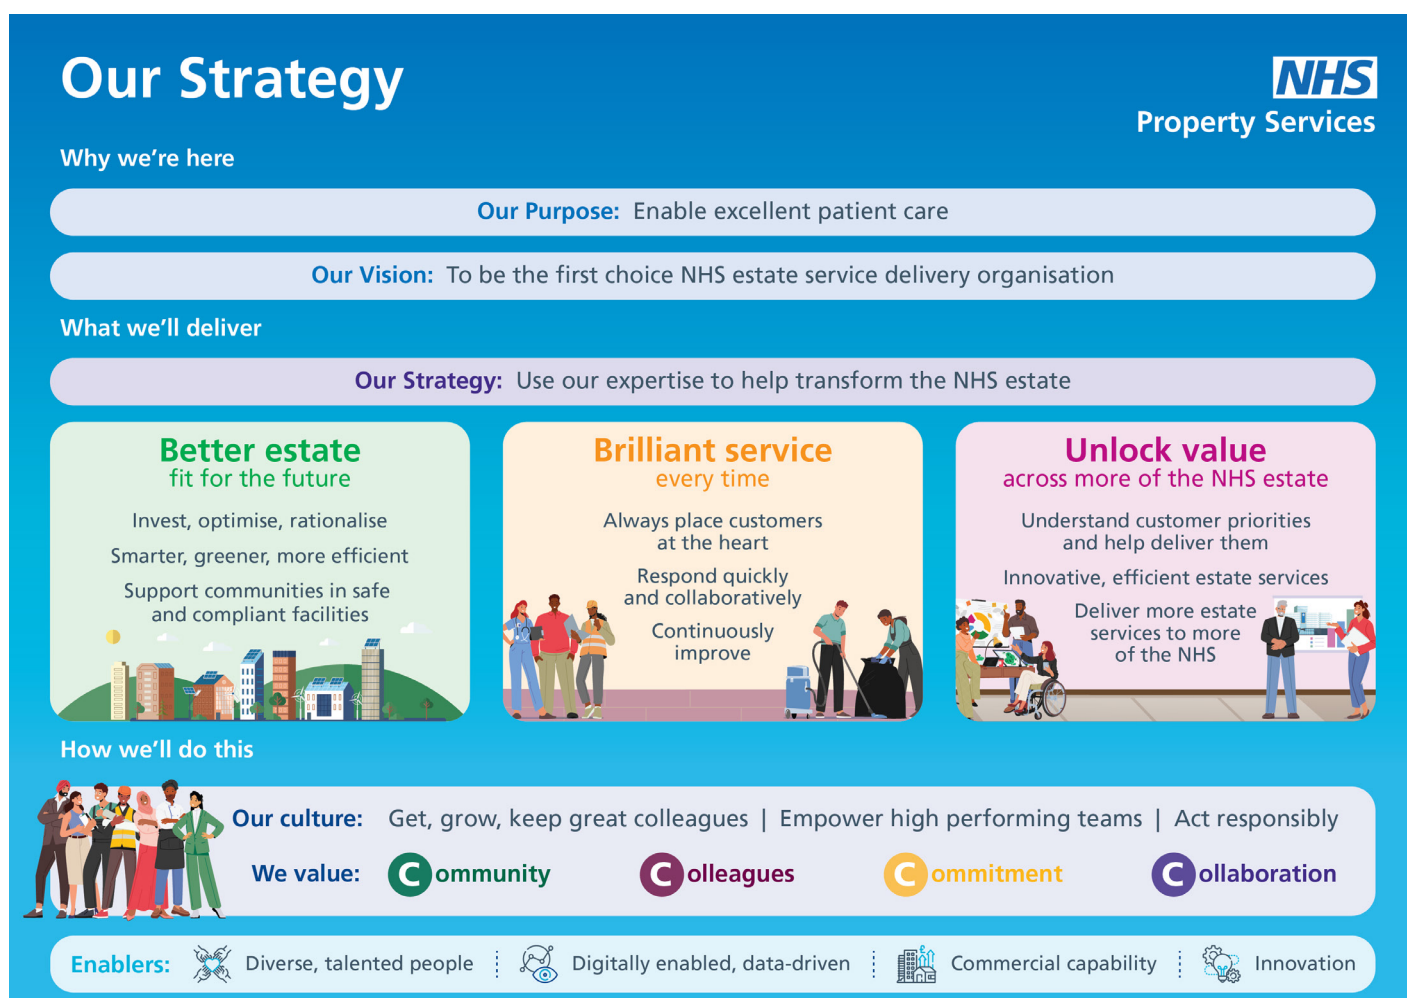 Our Strategy
NHS
Property Services
Why we're here
Our Purpose: Enable excellent patient care
Our Vision: To be the first choice NHS estate service delivery organisation
What we'll deliver
Our Strategy: Use our expertise to help transform the NHS estate
Better estate
fit for the future
Invest, optimise, rationalise
Smarter, greener, more efficient
Support communities in safe
and compliant facilities
Brilliant service
every time
Always place customers
at the heart
Respond quickly
and collaboratively
Continuously
improve
Unlock value
across more of the NHS estate
Understand customer priorities
and help deliver them
Innovative, efficient estate services
Deliver more estate
services to more
of the NHS
How we'll do this
Our culture: Get, grow, keep great colleagues | Empower high performing teams | Act responsibly
We value: Community Colleagues Commitment Collaboration
Enablers: Diverse, talented people Digitally enabled, data-driven Commercial capability Innovation